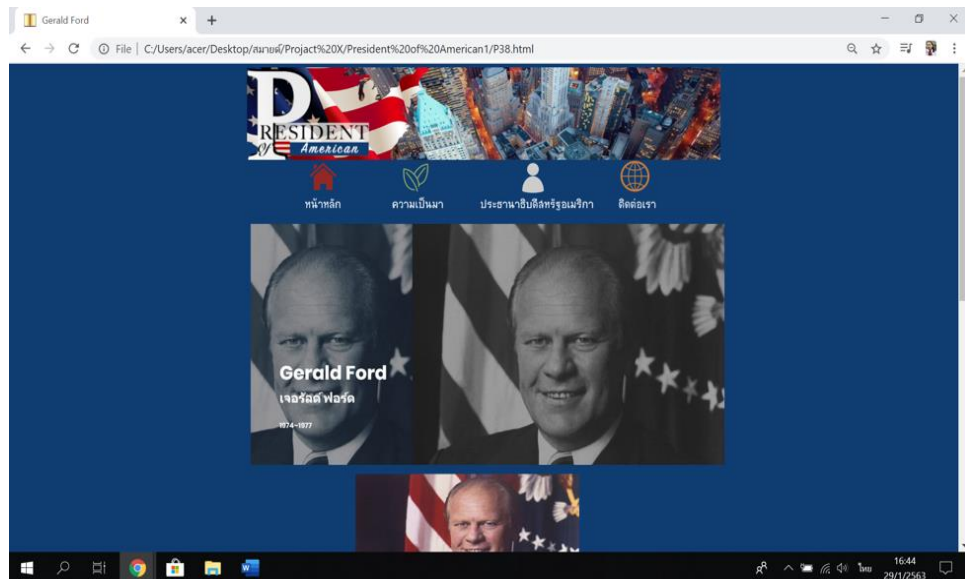 Gerald Ford
File | C:/Users/acer/Desktop/สมายด์/Projact%20X/President%20of%20American1/P38.html
PRESIDENT
of American
หน้าหลัก ความเป็นมา ประธานาธิบดีสหรัฐอเมริกา ติดต่อเรา
Gerald Ford
เจอรัลด์ ฟอร์ด
1974-1977
W
ไทย
16:44
29/1/2563